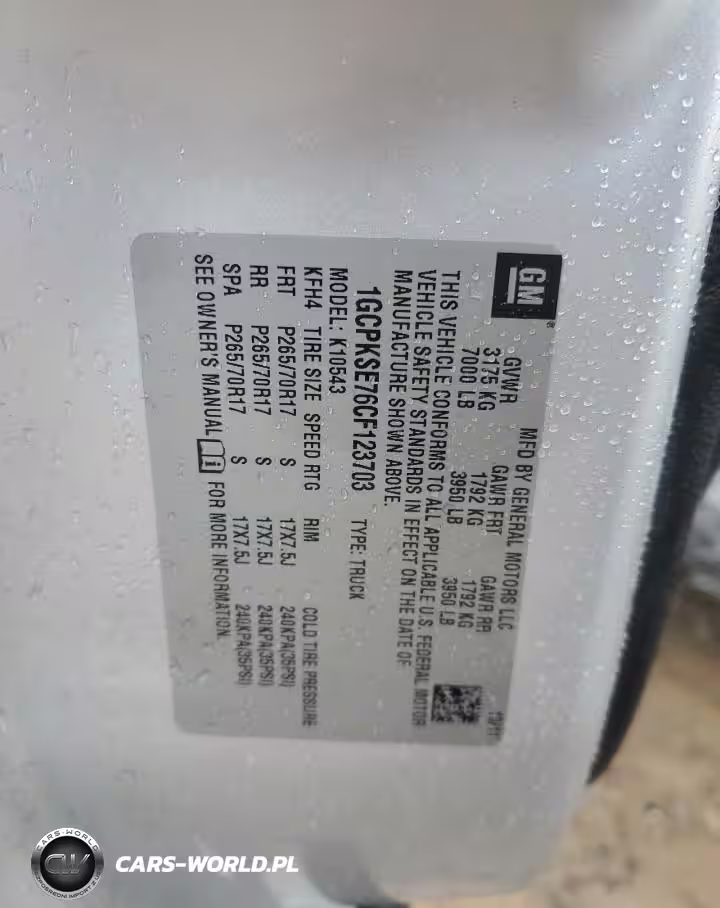 GM
MFD BY GENERAL MOTORS LLC
GVWR GAWR FRT GAWR RR
3175 KG 1792 KG 1792 KG
7000 LB 3950 LB 3950 LB
THIS VEHICLE CONFORMS TO ALL APPLICABLE U.S. FEDERAL MOTOR
VEHICLE SAFETY STANDARDS IN EFFECT ON THE DATE OF
MANUFACTURE SHOWN ABOVE.
1GCPKSE76CF123703 TYPE: TRUCK
MODEL: K10543
KFH4 TIRE SIZE SPEED RTG RIM COLD TIRE PRESSURE
FRT P265/70R17 S 17X7.5J 240KPA(35PSI)
RR P265/70R17 S 17X7.5J 240KPA(35PSI)
SPA P265/70R17 S 17X7.5J 240KPA(35PSI)
SEE OWNER'S MANUAL FOR MORE INFORMATION.
CARS-WORLD
CW
CARS-WORLD.PL